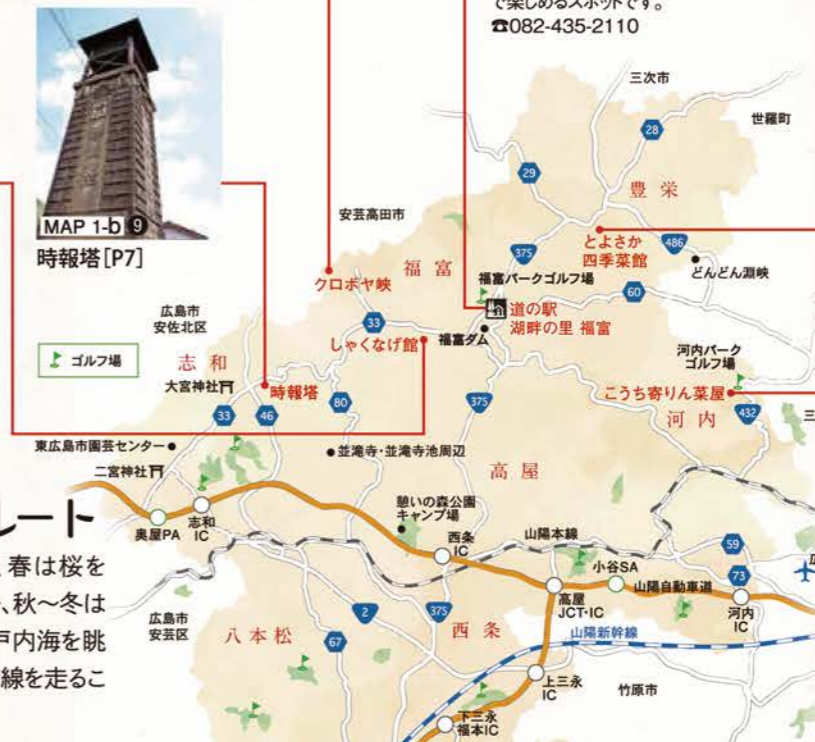 で楽しめるスポットです。
☎082-435-2110
MAP 1-b 9
時報塔[P7]
三次市
世羅町
28
29
豊栄
安芸高田市
とよさか
四季菜館
486
375
福富
クロボヤ峡
福富パークゴルフ場
どんどん淵峡
60
道の駅
湖畔の里 福富
広島市
安佐北区
33
しゃくなげ館
福富ダム
ゴルフ場
志和
河内パーク
ゴルフ場
大宮神社
時報塔
こうち寄りん菜屋
33
46
80
375
432
河内
三
東広島市園芸センター
並滝寺・並滝寺池周辺
二宮神社
高屋
ルート
憩いの森公園
キャンプ場
奥屋PA
志和
IC
西条
IC
山陽本線
59
小谷SA
、春は桜を
73
山陽自動車道
、秋〜冬は
高屋
JCT・IC
河内
IC
広島市
安芸区
2
375
戸内海を眺
八本松
67
西条
山陽新幹線
線を走るこ
上三永
IC
竹原市
下三永
福本IC